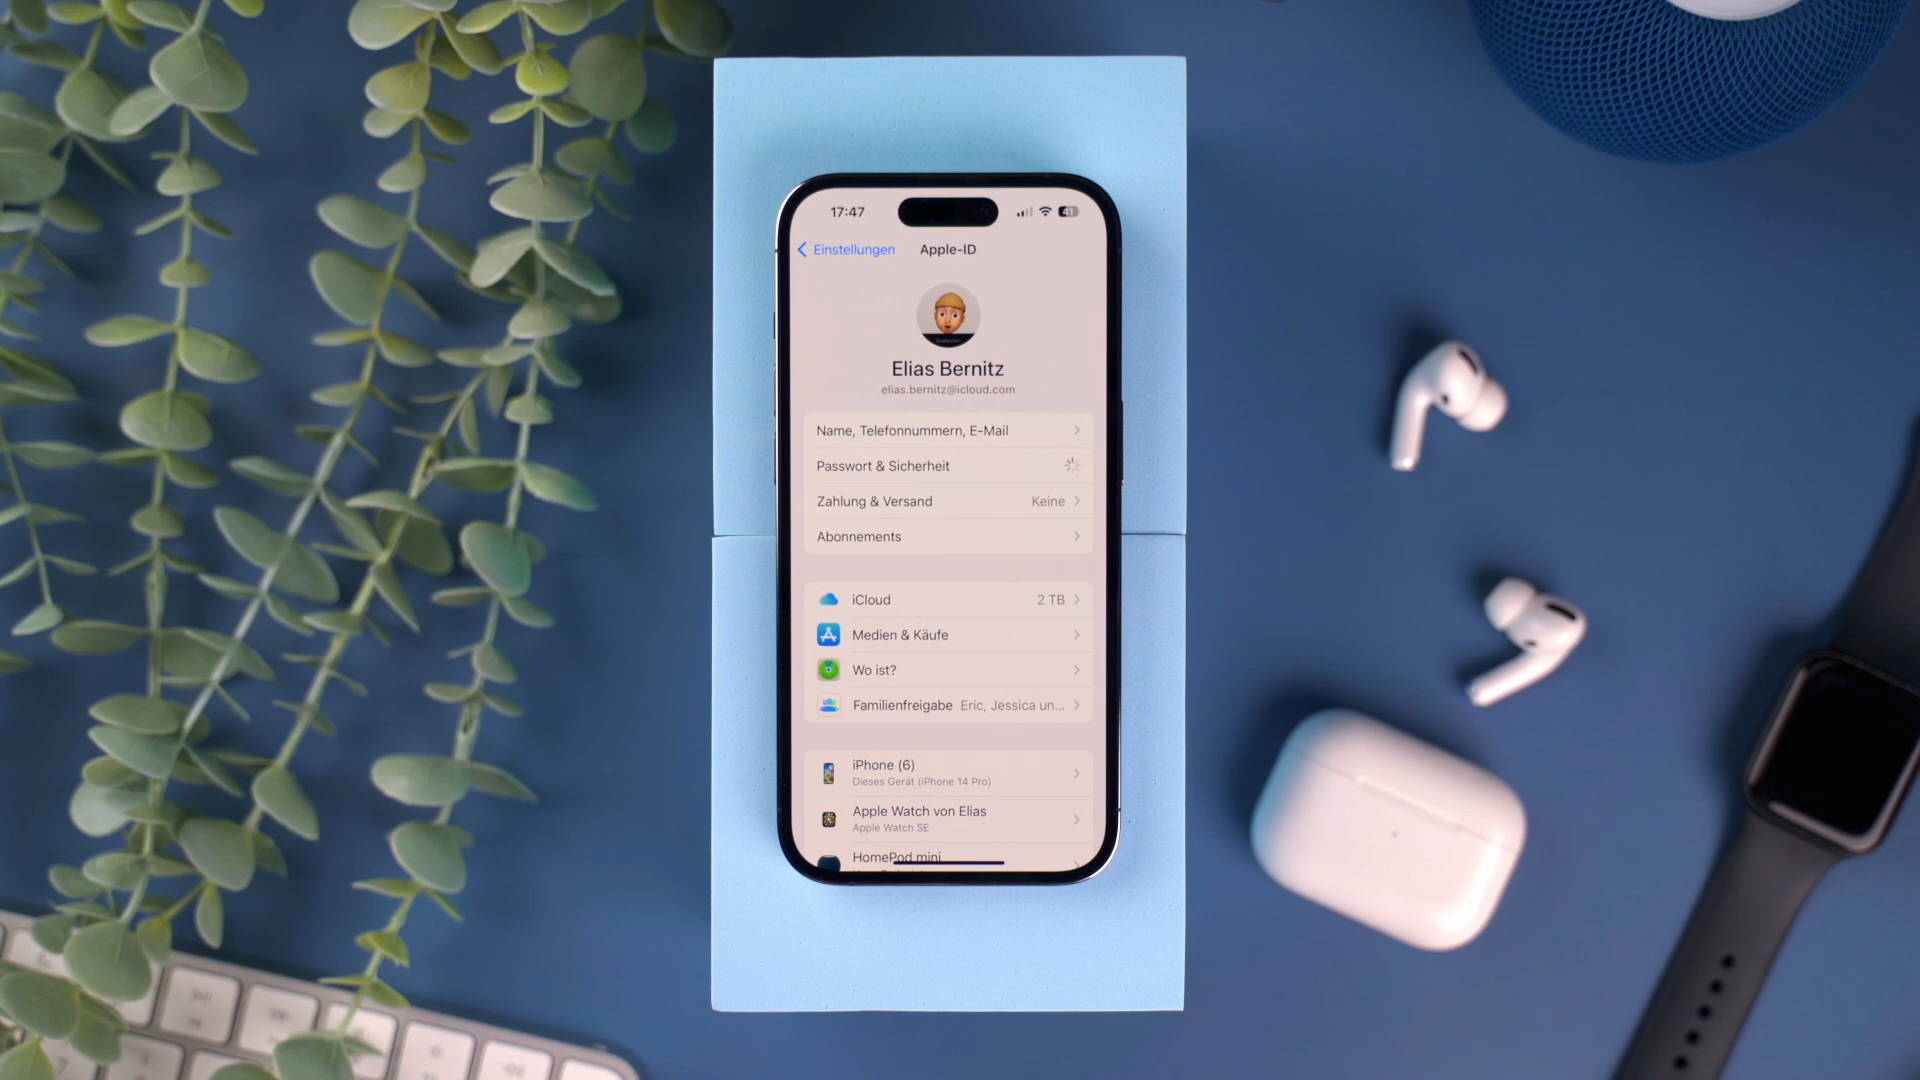 17:47
41
Einstellungen
Apple-ID
Elias Bernitz
elias.bernitz@icloud.com
Name, Telefonnummern, E-Mail
Passwort & Sicherheit
Zahlung & Versand Keine
Abonnements
iCloud 2 TB
Medien & Käufe
Wo ist?
Familienfreigabe Eric, Jessica un...
iPhone (6)
Dieses Gerät (iPhone 14 Pro)
Apple Watch von Elias
Apple Watch SE
HomePod mini